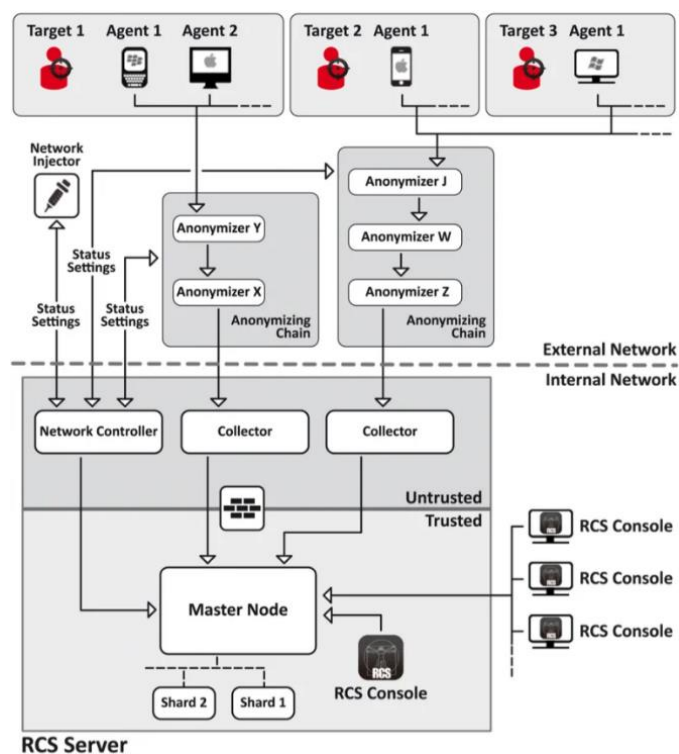 Target 1 Agent 1 Agent 2
Target 2 Agent 1
Target 3 Agent 1
Network
Injector
Anonymizer J
Anonymizer Y
Anonymizer W
Status
Settings
Status
Settings
Status
Settings
Anonymizer X
Anonymizer Z
Anonymizing
Chain
Anonymizing
Chain
External Network
Internal Network
Network Controller
Collector
Collector
Untrusted
Trusted
RCS Console
RCS Console
RCS Console
Master Node
RCS
RCS Console
Shard 2
Shard 1
RCS Server